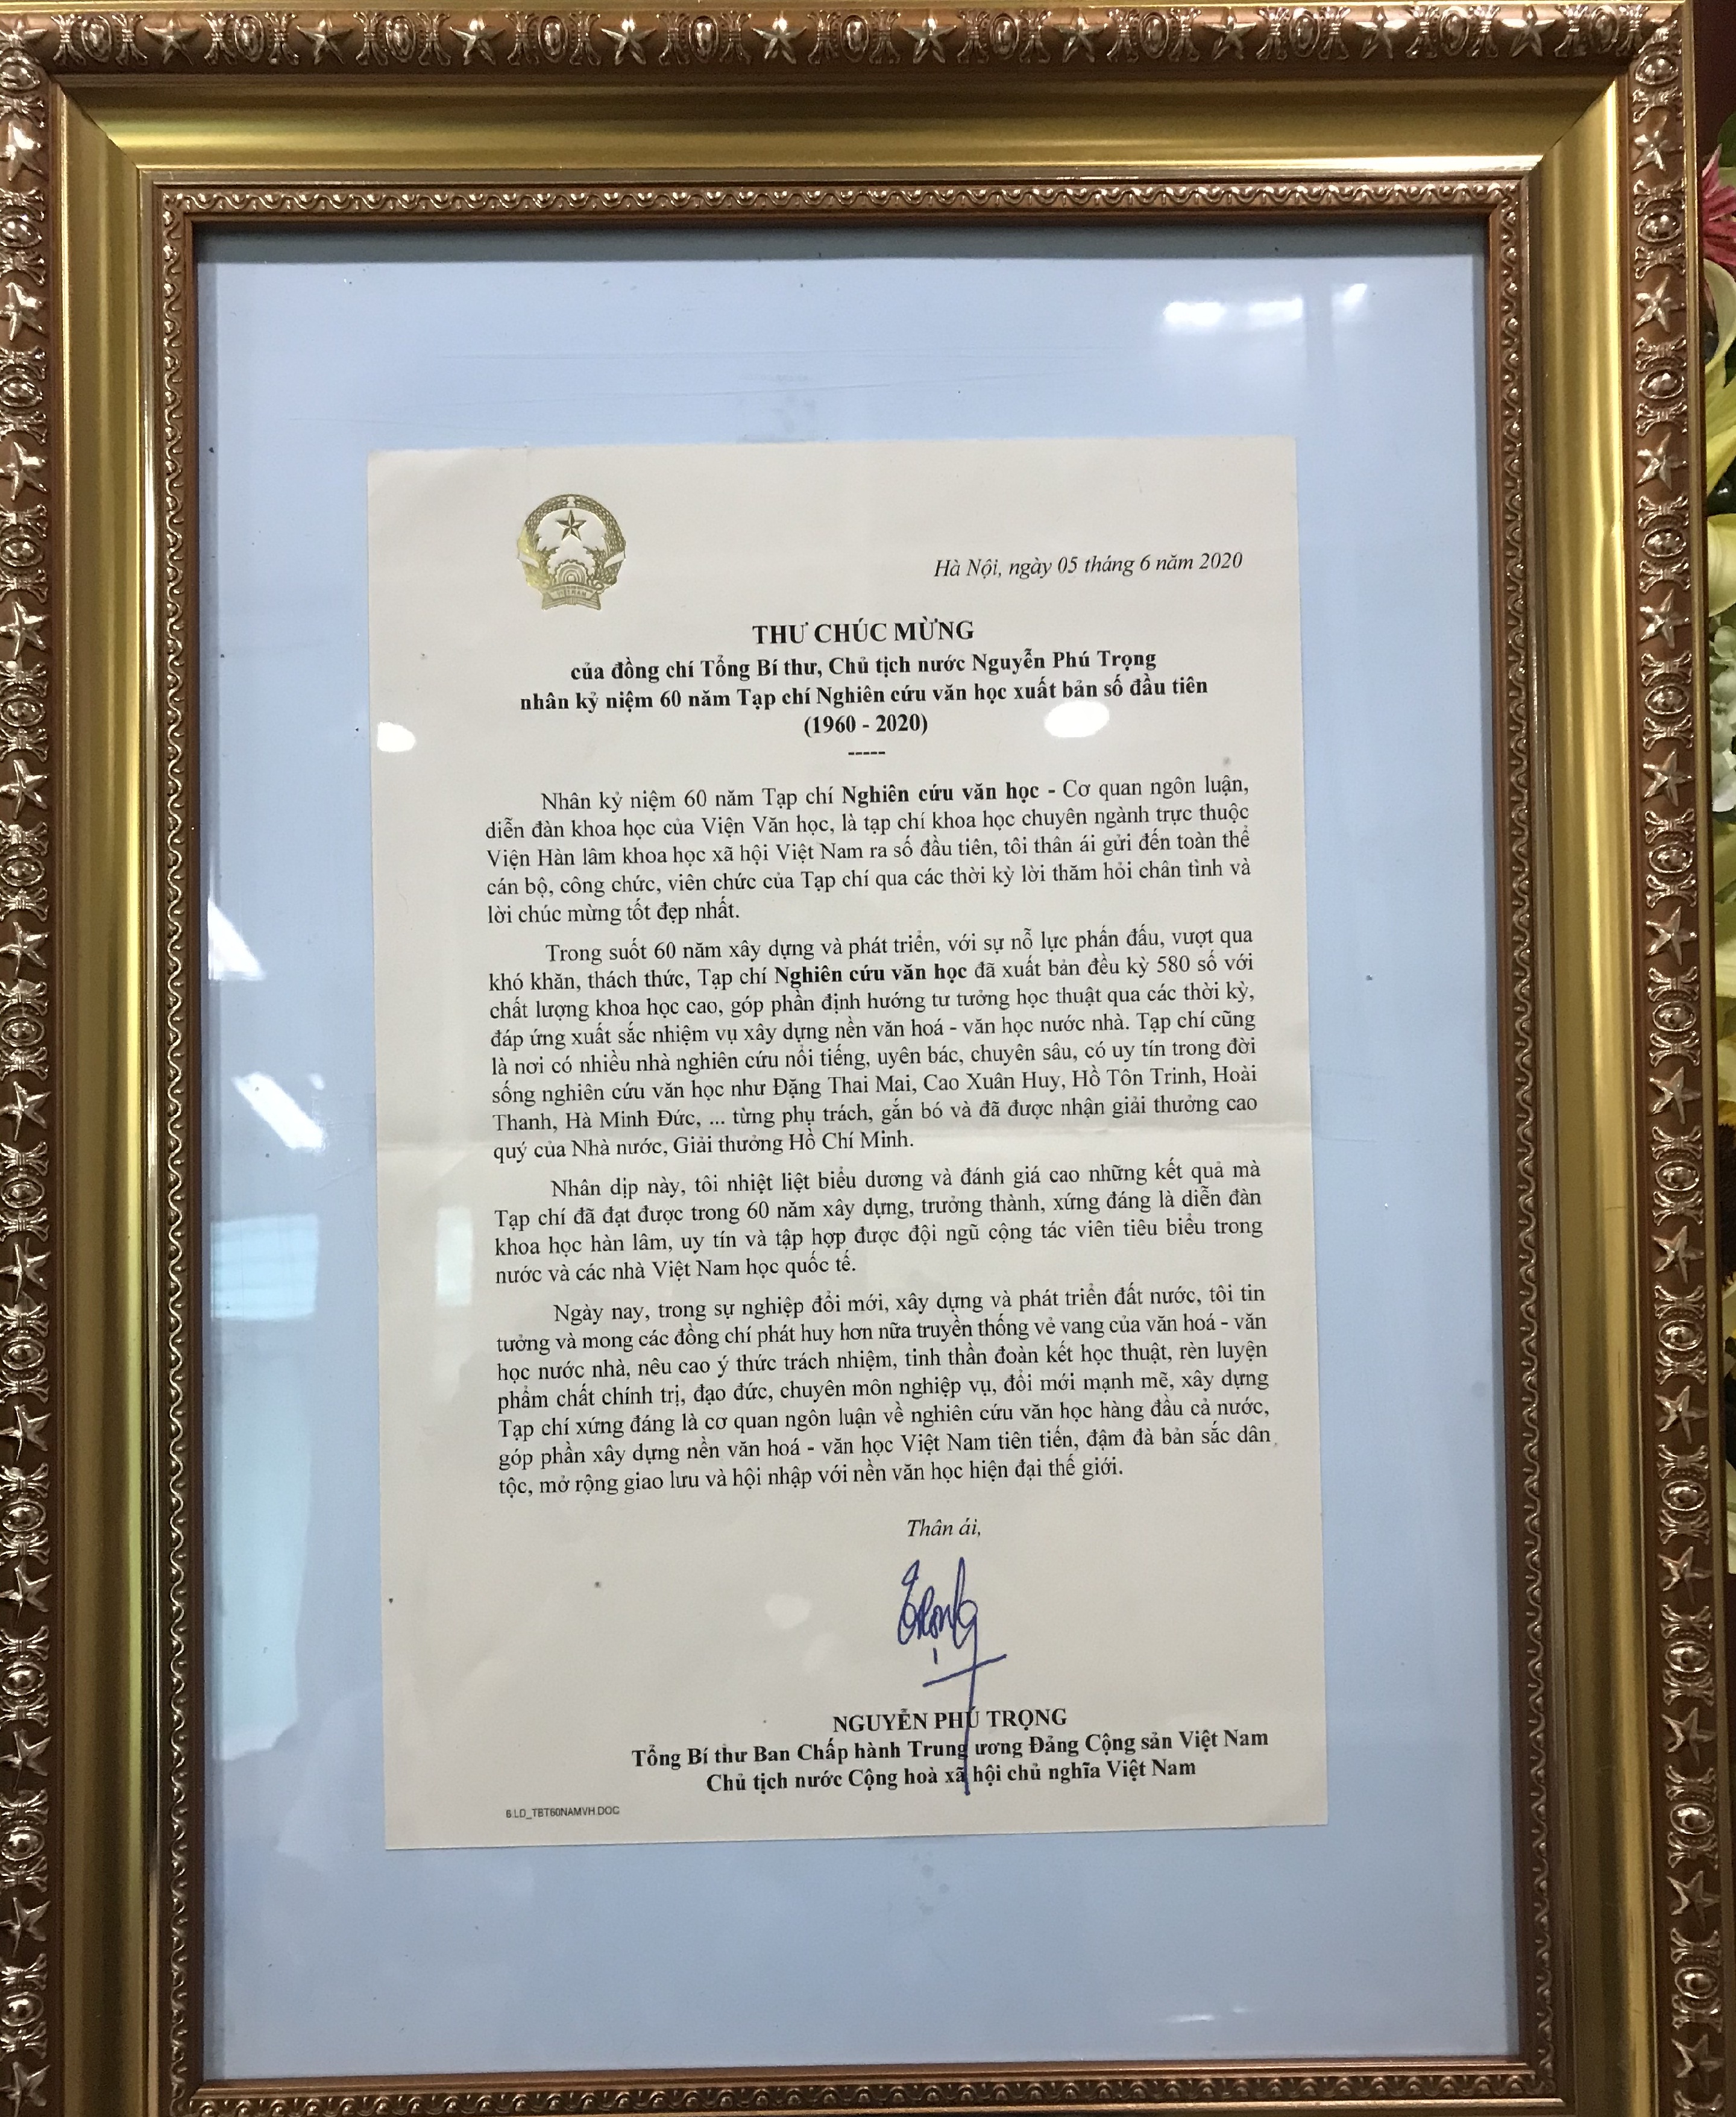 VIỆT NAM
Hà Nội, ngày 05 tháng 6 năm 2020
THƯ CHÚC MỪNG
của đồng chí Tổng Bí thư, Chủ tịch nước Nguyễn Phú Trọng
nhân kỷ niệm 60 năm Tạp chí Nghiên cứu văn học xuất bản số đầu tiên
(1960 - 2020)
-----
Nhân kỷ niệm 60 năm Tạp chí Nghiên cứu văn học - Cơ quan ngôn luận,
diễn đàn khoa học của Viện Văn học, là tạp chí khoa học chuyên ngành trực thuộc
Viện Hàn lâm khoa học xã hội Việt Nam ra số đầu tiên, tôi thân ái gửi đến toàn thể
cán bộ, công chức, viên chức của Tạp chí qua các thời kỳ lời thăm hỏi chân tình và
lời chúc mừng tốt đẹp nhất.
Trong suốt 60 năm xây dựng và phát triển, với sự nỗ lực phấn đấu, vượt qua
khó khăn, thách thức, Tạp chí Nghiên cứu văn học đã xuất bản đều kỳ 580 số với
chất lượng khoa học cao, góp phần định hướng tư tưởng học thuật qua các thời kỳ,
đáp ứng xuất sắc nhiệm vụ xây dựng nền văn hoá - văn học nước nhà. Tạp chí cũng
là nơi có nhiều nhà nghiên cứu nổi tiếng, uyên bác, chuyên sâu, có uy tín trong đời
sống nghiên cứu văn học như Đặng Thai Mai, Cao Xuân Huy, Hồ Tôn Trinh, Hoài
Thanh, Hà Minh Đức, ... từng phụ trách, gắn bó và đã được nhận giải thưởng cao
quý của Nhà nước, Giải thưởng Hồ Chí Minh.
Nhân dịp này, tôi nhiệt liệt biểu dương và đánh giá cao những kết quả mà
Tạp chí đã đạt được trong 60 năm xây dựng, trưởng thành, xứng đáng là diễn đàn
khoa học hàn lâm, uy tín và tập hợp được đội ngũ cộng tác viên tiêu biểu trong
nước và các nhà Việt Nam học quốc tế.
Ngày nay, trong sự nghiệp đổi mới, xây dựng và phát triển đất nước, tôi tin
tưởng và mong các đồng chí phát huy hơn nữa truyền thống vẻ vang của văn hoá - văn
học nước nhà, nêu cao ý thức trách nhiệm, tinh thần đoàn kết học thuật, rèn luyện
phẩm chất chính trị, đạo đức, chuyên môn nghiệp vụ, đổi mới mạnh mẽ, xây dựng
Tạp chí xứng đáng là cơ quan ngôn luận về nghiên cứu văn học hàng đầu cả nước,
góp phần xây dựng nền văn hoá - văn học Việt Nam tiên tiến, đậm đà bản sắc dân
tộc, mở rộng giao lưu và hội nhập với nền văn học hiện đại thế giới.
Thân ái,
Trọng
NGUYỄN PHÚ TRỌNG
Tổng Bí thư Ban Chấp hành Trung ương Đảng Cộng sản Việt Nam
Chủ tịch nước Cộng hoà xã hội chủ nghĩa Việt Nam
6.LD_TBT60NAMVH.DOC